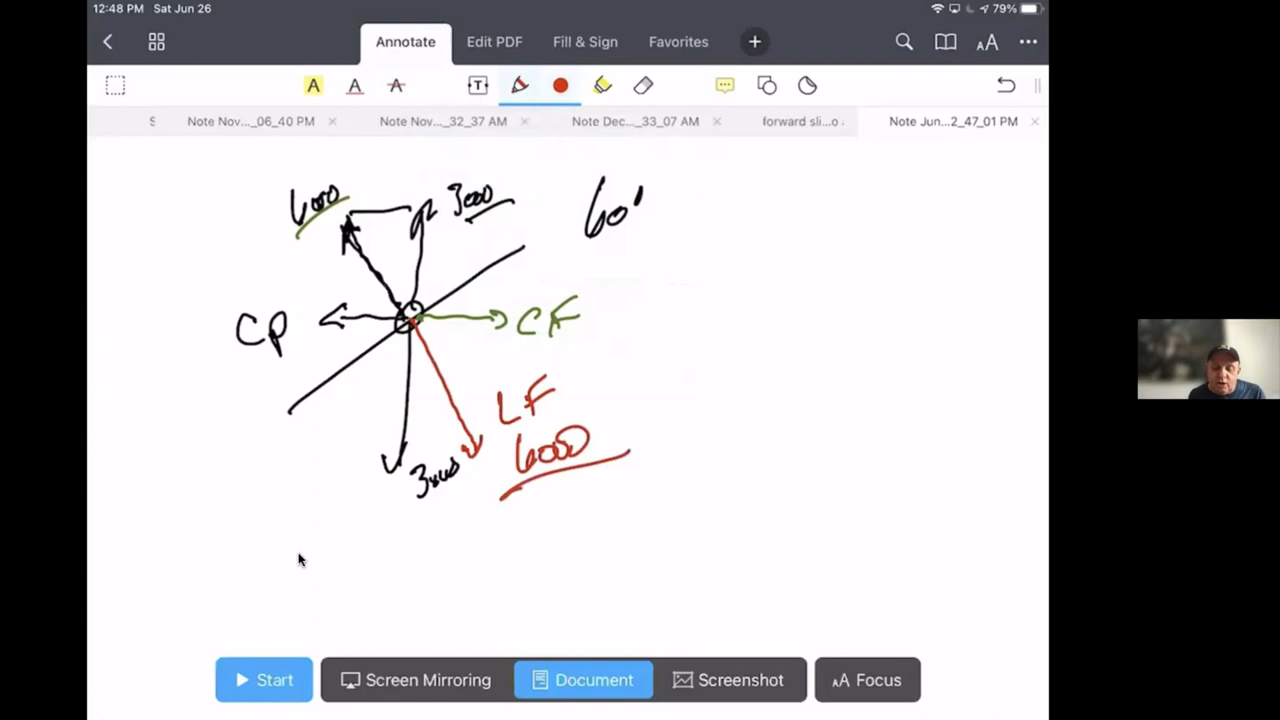 12:48 PM Sat Jun 26 79%
Annotate Edit PDF Fill & Sign Favorites + AA
A A A T
S Note Nov..._06_40 PM × Note Nov..._32_37 AM × Note Dec..._33_07 AM × forward sli...o Note Jun...2_47_01 PM ×
6000 3000 60°
CP CF
LF
6000
3000
Start Screen Mirroring Document Screenshot AA Focus